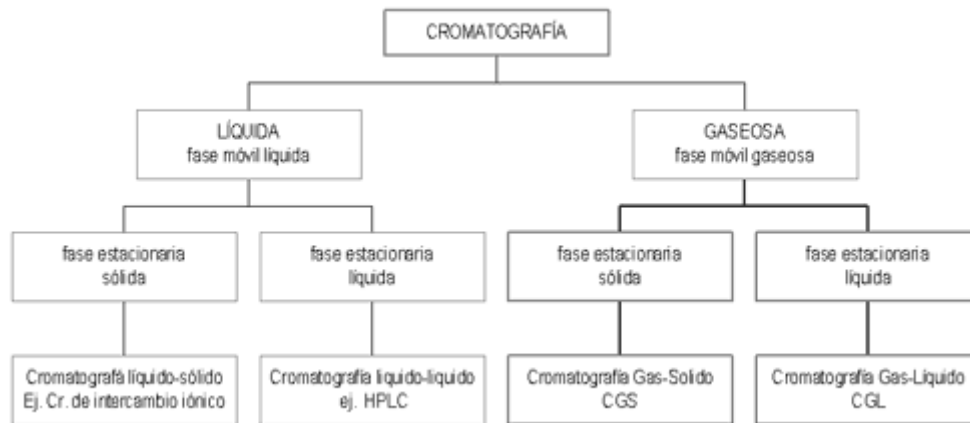 CROMATOGRAFÍA
LÍQUIDA
fase móvil líquida
GASEOSA
fase móvil gaseosa
fase estacionaria
sólida
fase estacionaria
líquida
fase estacionaria
sólida
fase estacionaria
líquida
Cromatografá líquido-sólido
Ej. Cr. de intercambio iónico
Cromatografía liquido-liquido
ej. HPLC
Cromatografía Gas-Solido
CGS
Cromatografía Gas-Líquido
CGL